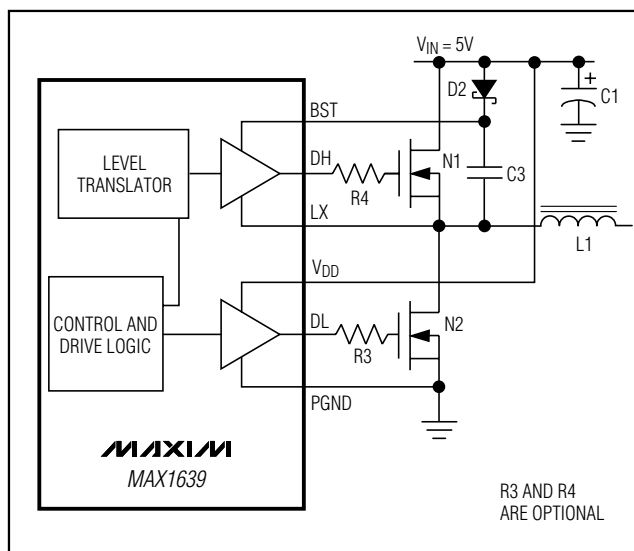 V_IN = 5V
D2
C1
BST
LEVEL
TRANSLATOR
DH
R4
N1
C3
LX
L1
V_DD
CONTROL AND
DRIVE LOGIC
DL
R3
N2
PGND
MAXIM
MAX1639
R3 AND R4
ARE OPTIONAL
+